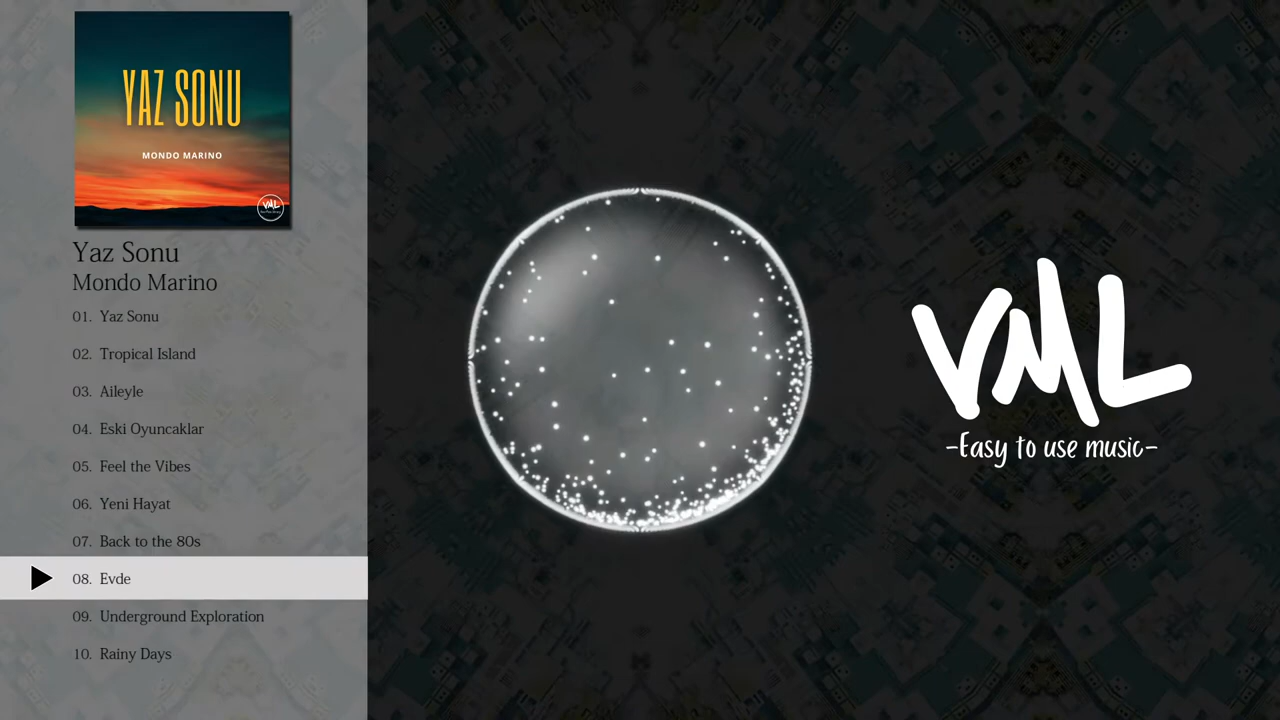 YAZ SONU
MONDO MARINO
VML
Yaz Sonu
Mondo Marino
01. Yaz Sonu
02. Tropical Island
03. Aileyle
04. Eski Oyuncaklar
05. Feel the Vibes
06. Yeni Hayat
07. Back to the 80s
08. Evde
09. Underground Exploration
10. Rainy Days
VML
-Easy to use music-